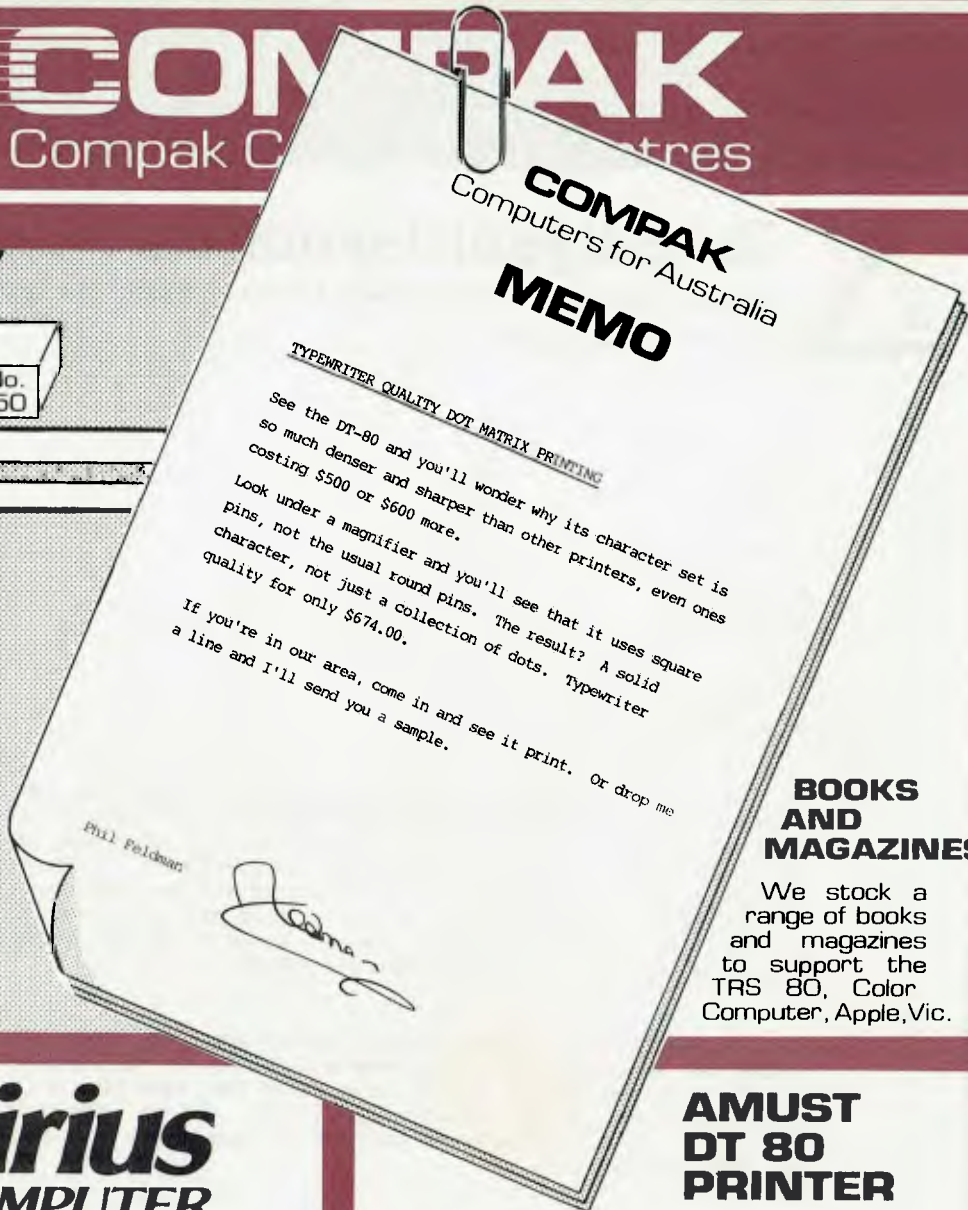 COMPAK
Compak C tres
COMPAK
Computers for Australia
MEMO
TYPEWRITER QUALITY DOT MATRIX PRINTING
See the DT-80 and you'll wonder why its character set is
so much denser and sharper than other printers, even ones
costing $500 or $600 more.
Look under a magnifier and you'll see that it uses square
pins, not the usual round pins. The result? A solid
character, not just a collection of dots. Typewriter
quality for only $674.00.
If you're in our area, come in and see it print. Or drop me
a line and I'll send you a sample.
Phil Feldman
BOOKS
AND
MAGAZINES
We stock a
range of books
and magazines
to support the
TRS 80, Color
Computer, Apple, Vic.
irius
MPUTER
AMUST
DT 80
PRINTER